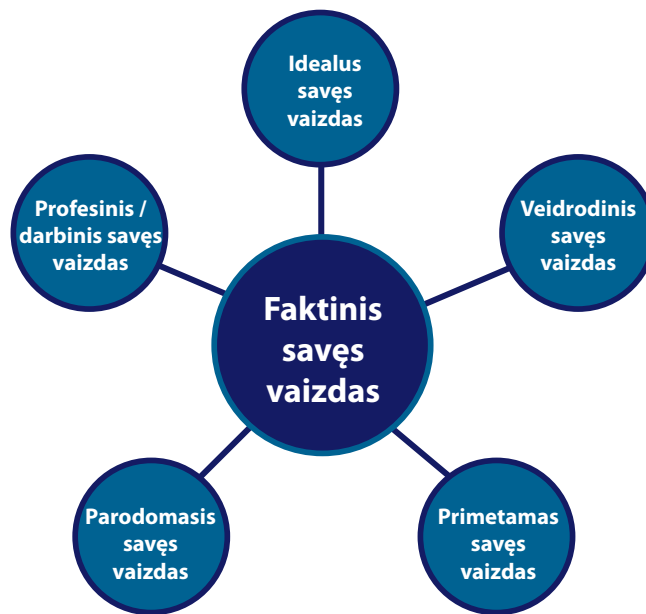 Idealus
savęs
vaizdas
Profesinis /
darbinis savęs
vaizdas
Veidrodinis
savęs
vaizdas
Faktinis
savęs
vaizdas
Parodomasis
savęs
vaizdas
Primetamas
savęs
vaizdas